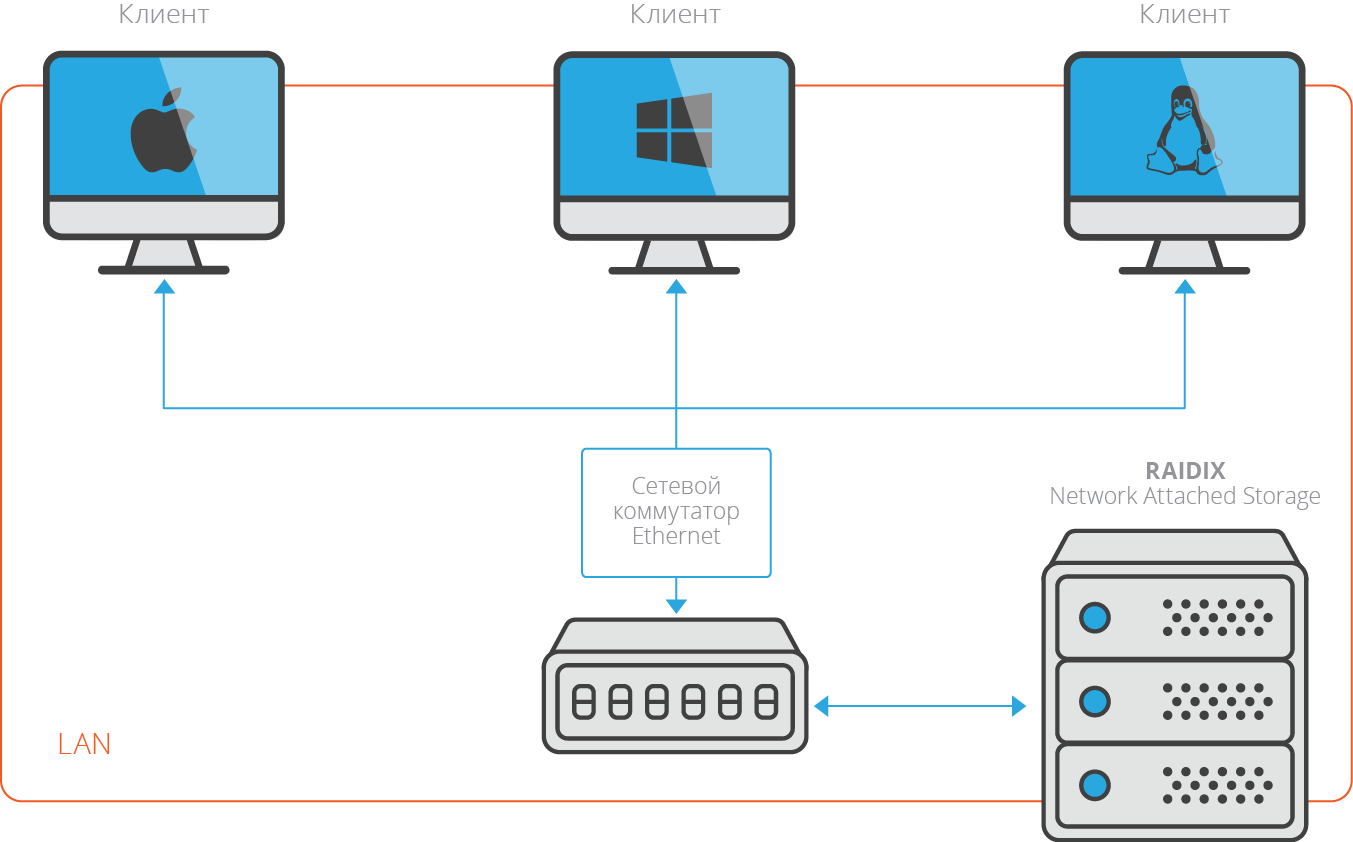 Клиент
Клиент
Клиент
Сетевой
коммутатор
Ethernet
RAIDIX
Network Attached Storage
LAN